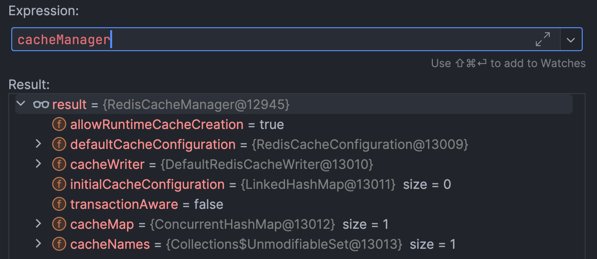 Expression:
cacheManager
Use ⇧⌘⏎ to add to Watches
Result:
result = {RedisCacheManager@12945}
allowRuntimeCacheCreation = true
defaultCacheConfiguration = {RedisCacheConfiguration@13009}
cacheWriter = {DefaultRedisCacheWriter@13010}
initialCacheConfiguration = {LinkedHashMap@13011} size = 0
transactionAware = false
cacheMap = {ConcurrentHashMap@13012} size = 1
cacheNames = {Collections$UnmodifiableSet@13013} size = 1